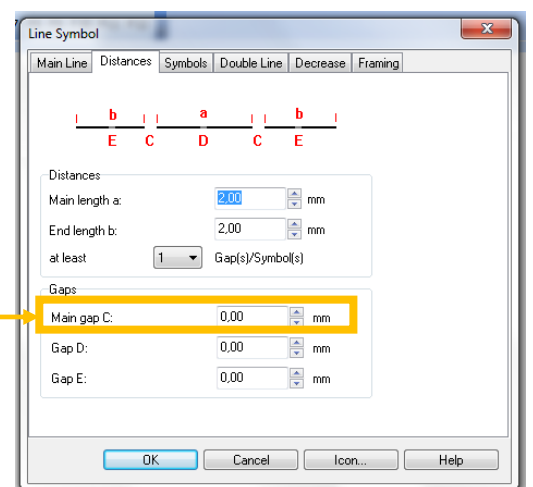 Line Symbol
Main Line Distances Symbols Double Line Decrease Framing
b a b
E C D C E
Distances
Main length a: 2,00 mm
End length b: 2,00 mm
at least 1 Gap(s)/Symbol(s)
Gaps
Main gap C: 0,00 mm
Gap D: 0,00 mm
Gap E: 0,00 mm
OK Cancel Icon... Help